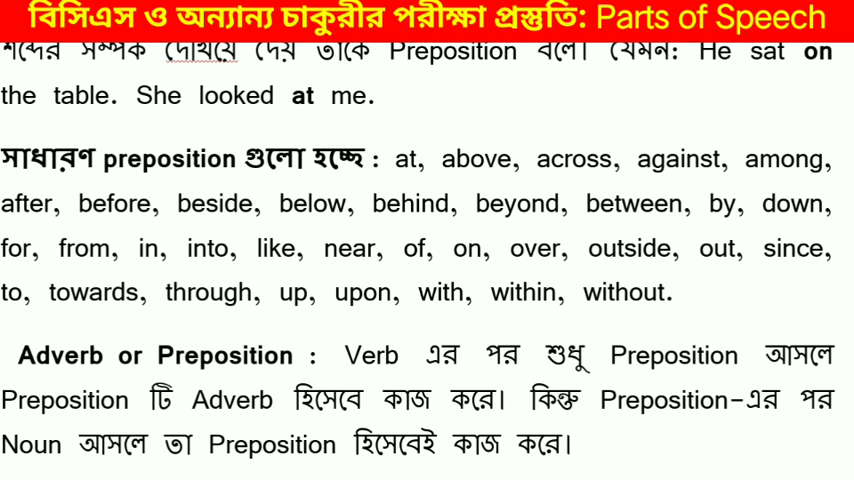 বিসিএস ও অন্যান্য চাকুরীর পরীক্ষা প্রস্তুতি: Parts of Speech
শব্দের সম্পর্ক দেখিয়ে দেয় তাকে Preposition বলে। যেমন: He sat on
the table. She looked at me.
সাধারণ preposition গুলো হচ্ছে : at, above, across, against, among,
after, before, beside, below, behind, beyond, between, by, down,
for, from, in, into, like, near, of, on, over, outside, out, since,
to, towards, through, up, upon, with, within, without.
Adverb or Preposition : Verb এর পর শুধু Preposition আসলে
Preposition টি Adverb হিসেবে কাজ করে। কিন্তু Preposition-এর পর
Noun আসলে তা Preposition হিসেবেই কাজ করে।